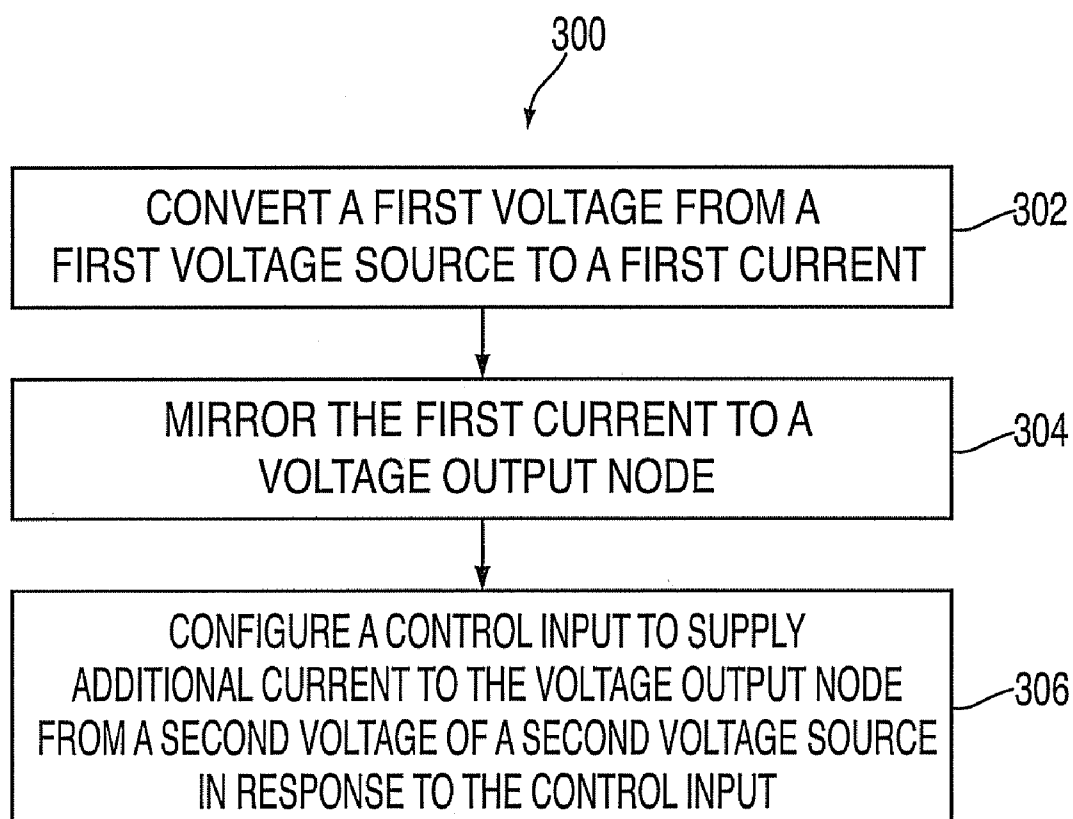 300
CONVERT A FIRST VOLTAGE FROM A
FIRST VOLTAGE SOURCE TO A FIRST CURRENT
302
MIRROR THE FIRST CURRENT TO A
VOLTAGE OUTPUT NODE
304
CONFIGURE A CONTROL INPUT TO SUPPLY
ADDITIONAL CURRENT TO THE VOLTAGE OUTPUT NODE
FROM A SECOND VOLTAGE OF A SECOND VOLTAGE SOURCE
IN RESPONSE TO THE CONTROL INPUT
306